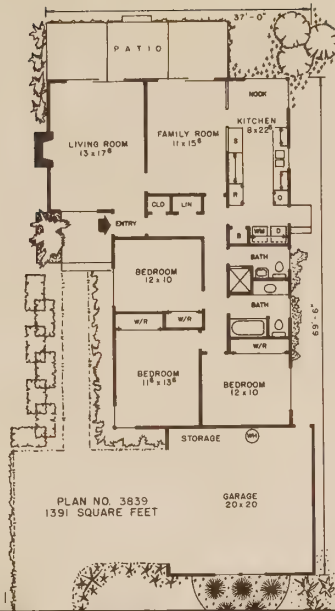 37'-0"
PATIO
NOOK
KITCHEN
8 x 22⁶
LIVING ROOM
13 x 17⁶
FAMILY ROOM
11 x 15⁶
S
R
O
CLO
LIN
ENTRY
B
WM
D
BATH
BEDROOM
12 x 10
BATH
W/R
W/R
W/R
BEDROOM
11⁶ x 13⁶
BEDROOM
12 x 10
69'-6"
STORAGE
WH
PLAN NO. 3839
1391 SQUARE FEET
GARAGE
20 x 20